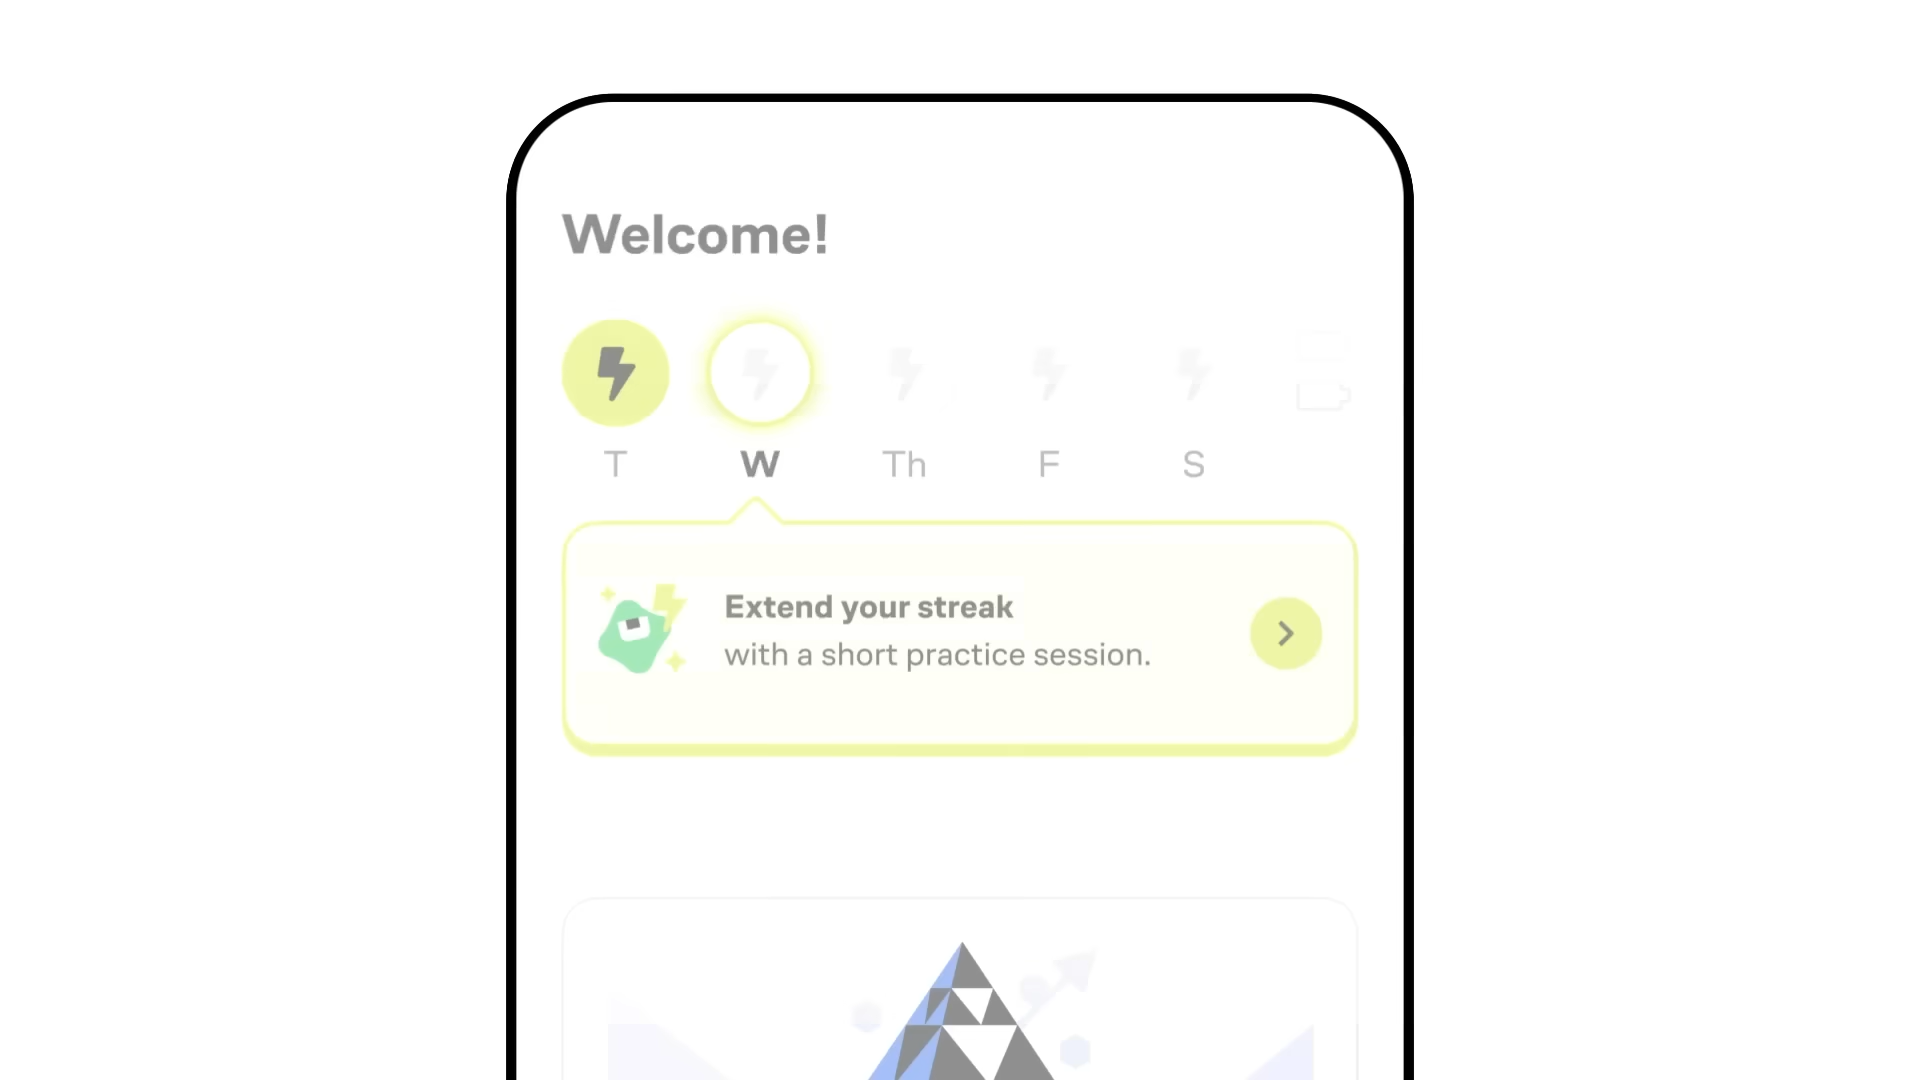 Welcome!
T W Th F S
Extend your streak
with a short practice session.